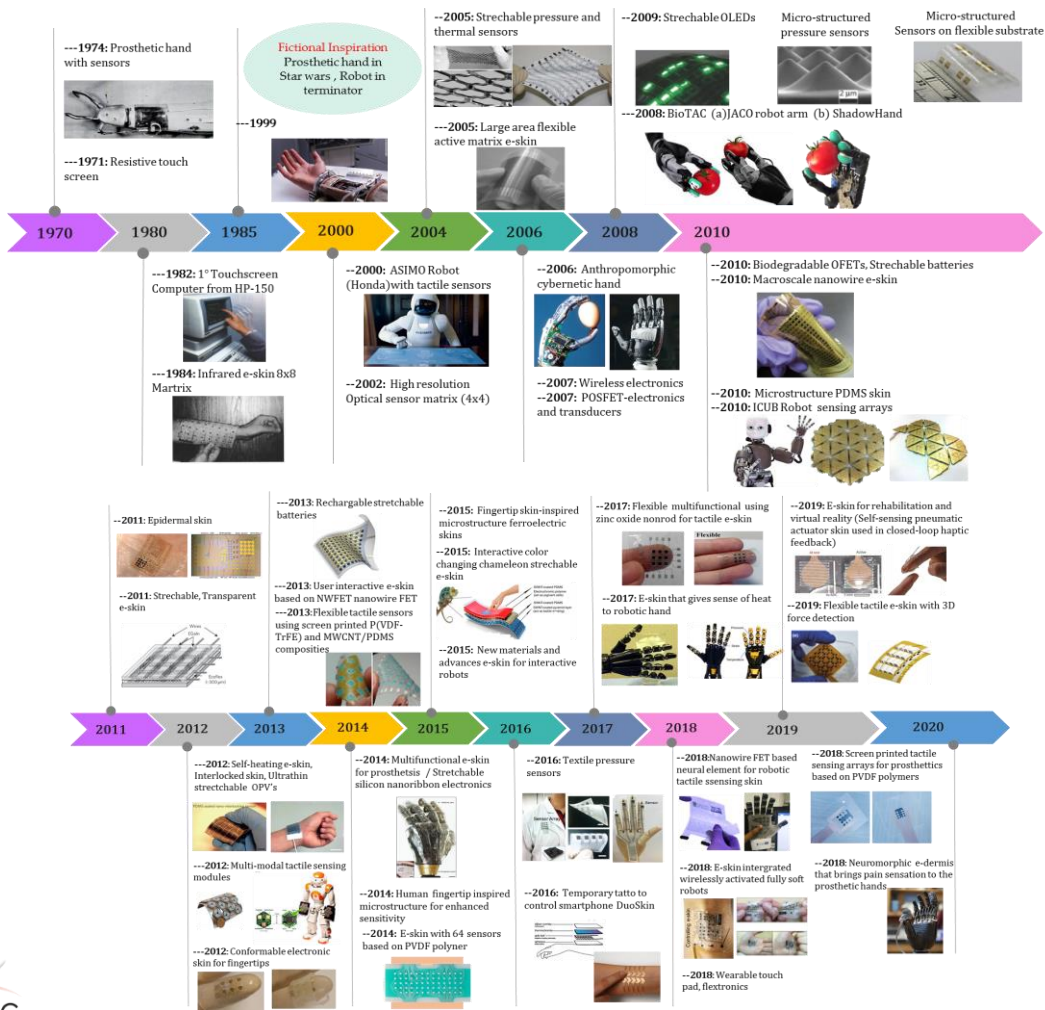 ---1974: Prosthetic hand
with sensors
---1971: Resistive touch
screen
Fictional Inspiration
Prosthetic hand in
Star wars , Robot in
terminator
---1999
--2005: Strechable pressure and
thermal sensors
---2005: Large area flexible
active matrix e-skin
--2009: Strechable OLEDs
Micro-structured
pressure sensors
2 µm
Micro-structured
Sensors on flexible substrate
---2008: BioTAC (a)JACO robot arm (b) ShadowHand
1970
1980
1985
2000
2004
2006
2008
2010
---1982: 1° Touchscreen
Computer from HP-150
---1984: Infrared e-skin 8x8
Martrix
--2000: ASIMO Robot
(Honda)with tactile sensors
--2002: High resolution
Optical sensor matrix (4x4)
--2006: Anthropomorphic
cybernetic hand
--2007: Wireless electronics
--2007: POSFET-electronics
and transducers
--2010: Biodegradable OFETs, Strechable batteries
--2010: Macroscale nanowire e-skin
--2010: Microstructure PDMS skin
--2010: ICUB Robot sensing arrays
--2011: Epidermal skin
--2011: Strechable, Transparent
e-skin
---2013: Rechargable stretchable
batteries
---2013: User interactive e-skin
based on NWFET nanowire FET
--2013:Flexible tactile sensors
using screen printed P(VDF-
TrFE) and MWCNT/PDMS
composities
--2015: Fingertip skin-inspired
microstructure ferroelectric
skins
--2015: Interactive color
changing chameleon strechable
e-skin
--2015: New materials and
advances e-skin for interactive
robots
--2017: Flexible multifunctional using
zinc oxide nonrod for tactile e-skin
Flexible
--2017: E-skin that gives sense of heat
to robotic hand
--2019: E-skin for rehabilitation and
virtual reality (Self-sensing pneumatic
actuator skin used in closed-loop haptic
feedback)
--2019: Flexible tactile e-skin with 3D
force detection
2011
2012
2013
2014
2015
2016
2017
2018
2019
2020
---2012: Self-heating e-skin,
Interlocked skin, Ultrathin
strectchable OPV's
---2012: Multi-modal tactile sensing
modules
---2012: Conformable electronic
skin for fingertips
--2014: Multifunctional e-skin
for prosthetsis / Stretchable
silicon nanoribbon electronics
--2014: Human fingertip inspired
microstructure for enhanced
sensitivity
--2014: E-skin with 64 sensors
based on PVDF polyner
--2016: Textile pressure
sensors
Sensor Array
Sensor
--2016: Temporary tatto to
control smartphone DuoSkin
--2018:Nanowire FET based
neural element for robotic
tactile ssensing skin
--2018: E-skin intergrated
wirelessly activated fully soft
robots
--2018: Wearable touch
pad, flextronics
--2018: Screen printed tactile
sensing arrays for prosthettics
based on PVDF polymers
--2018: Neuromorphic e-dermis
that brings pain sensation to the
prosthetic hands